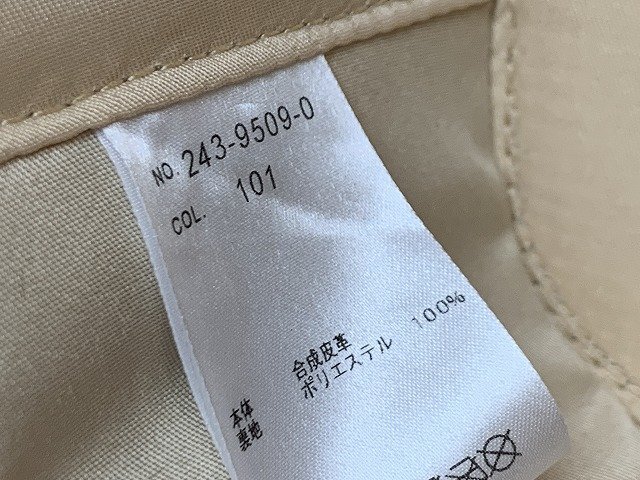 NO. 243-9509-0
COL. 101
本体 合成皮革
裏地 ポリエステル 100%